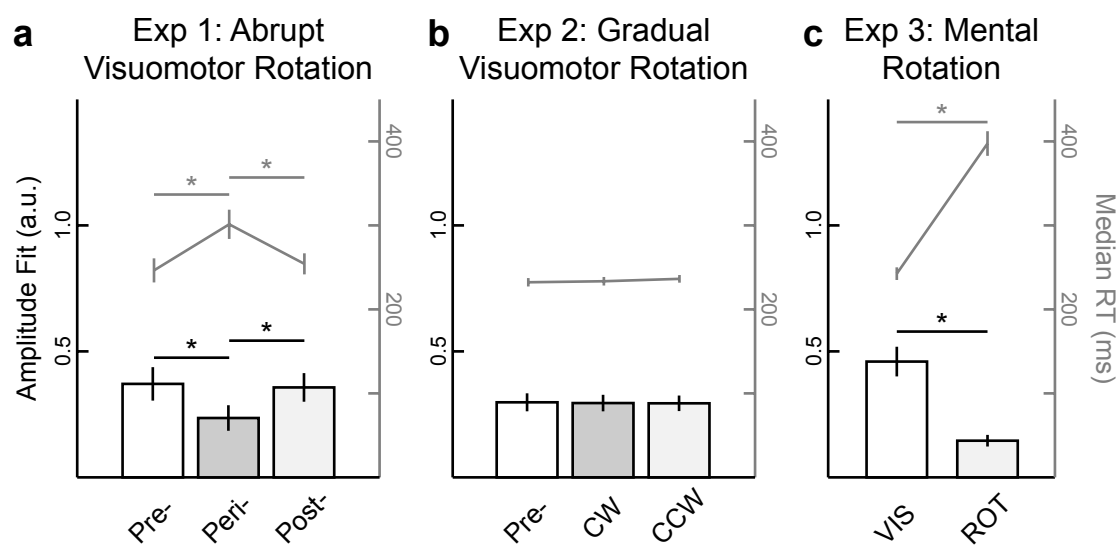 a
Exp 1: Abrupt
Visuomotor Rotation
b
Exp 2: Gradual
Visuomotor Rotation
c
Exp 3: Mental
Rotation
Amplitude Fit (a.u.)
1.0
0.5
*
*
*
*
400
200
Pre-
Peri-
Post-
1.0
0.5
400
200
Pre-
CW
CCW
1.0
0.5
*
*
400
200
Median RT (ms)
VIS
ROT